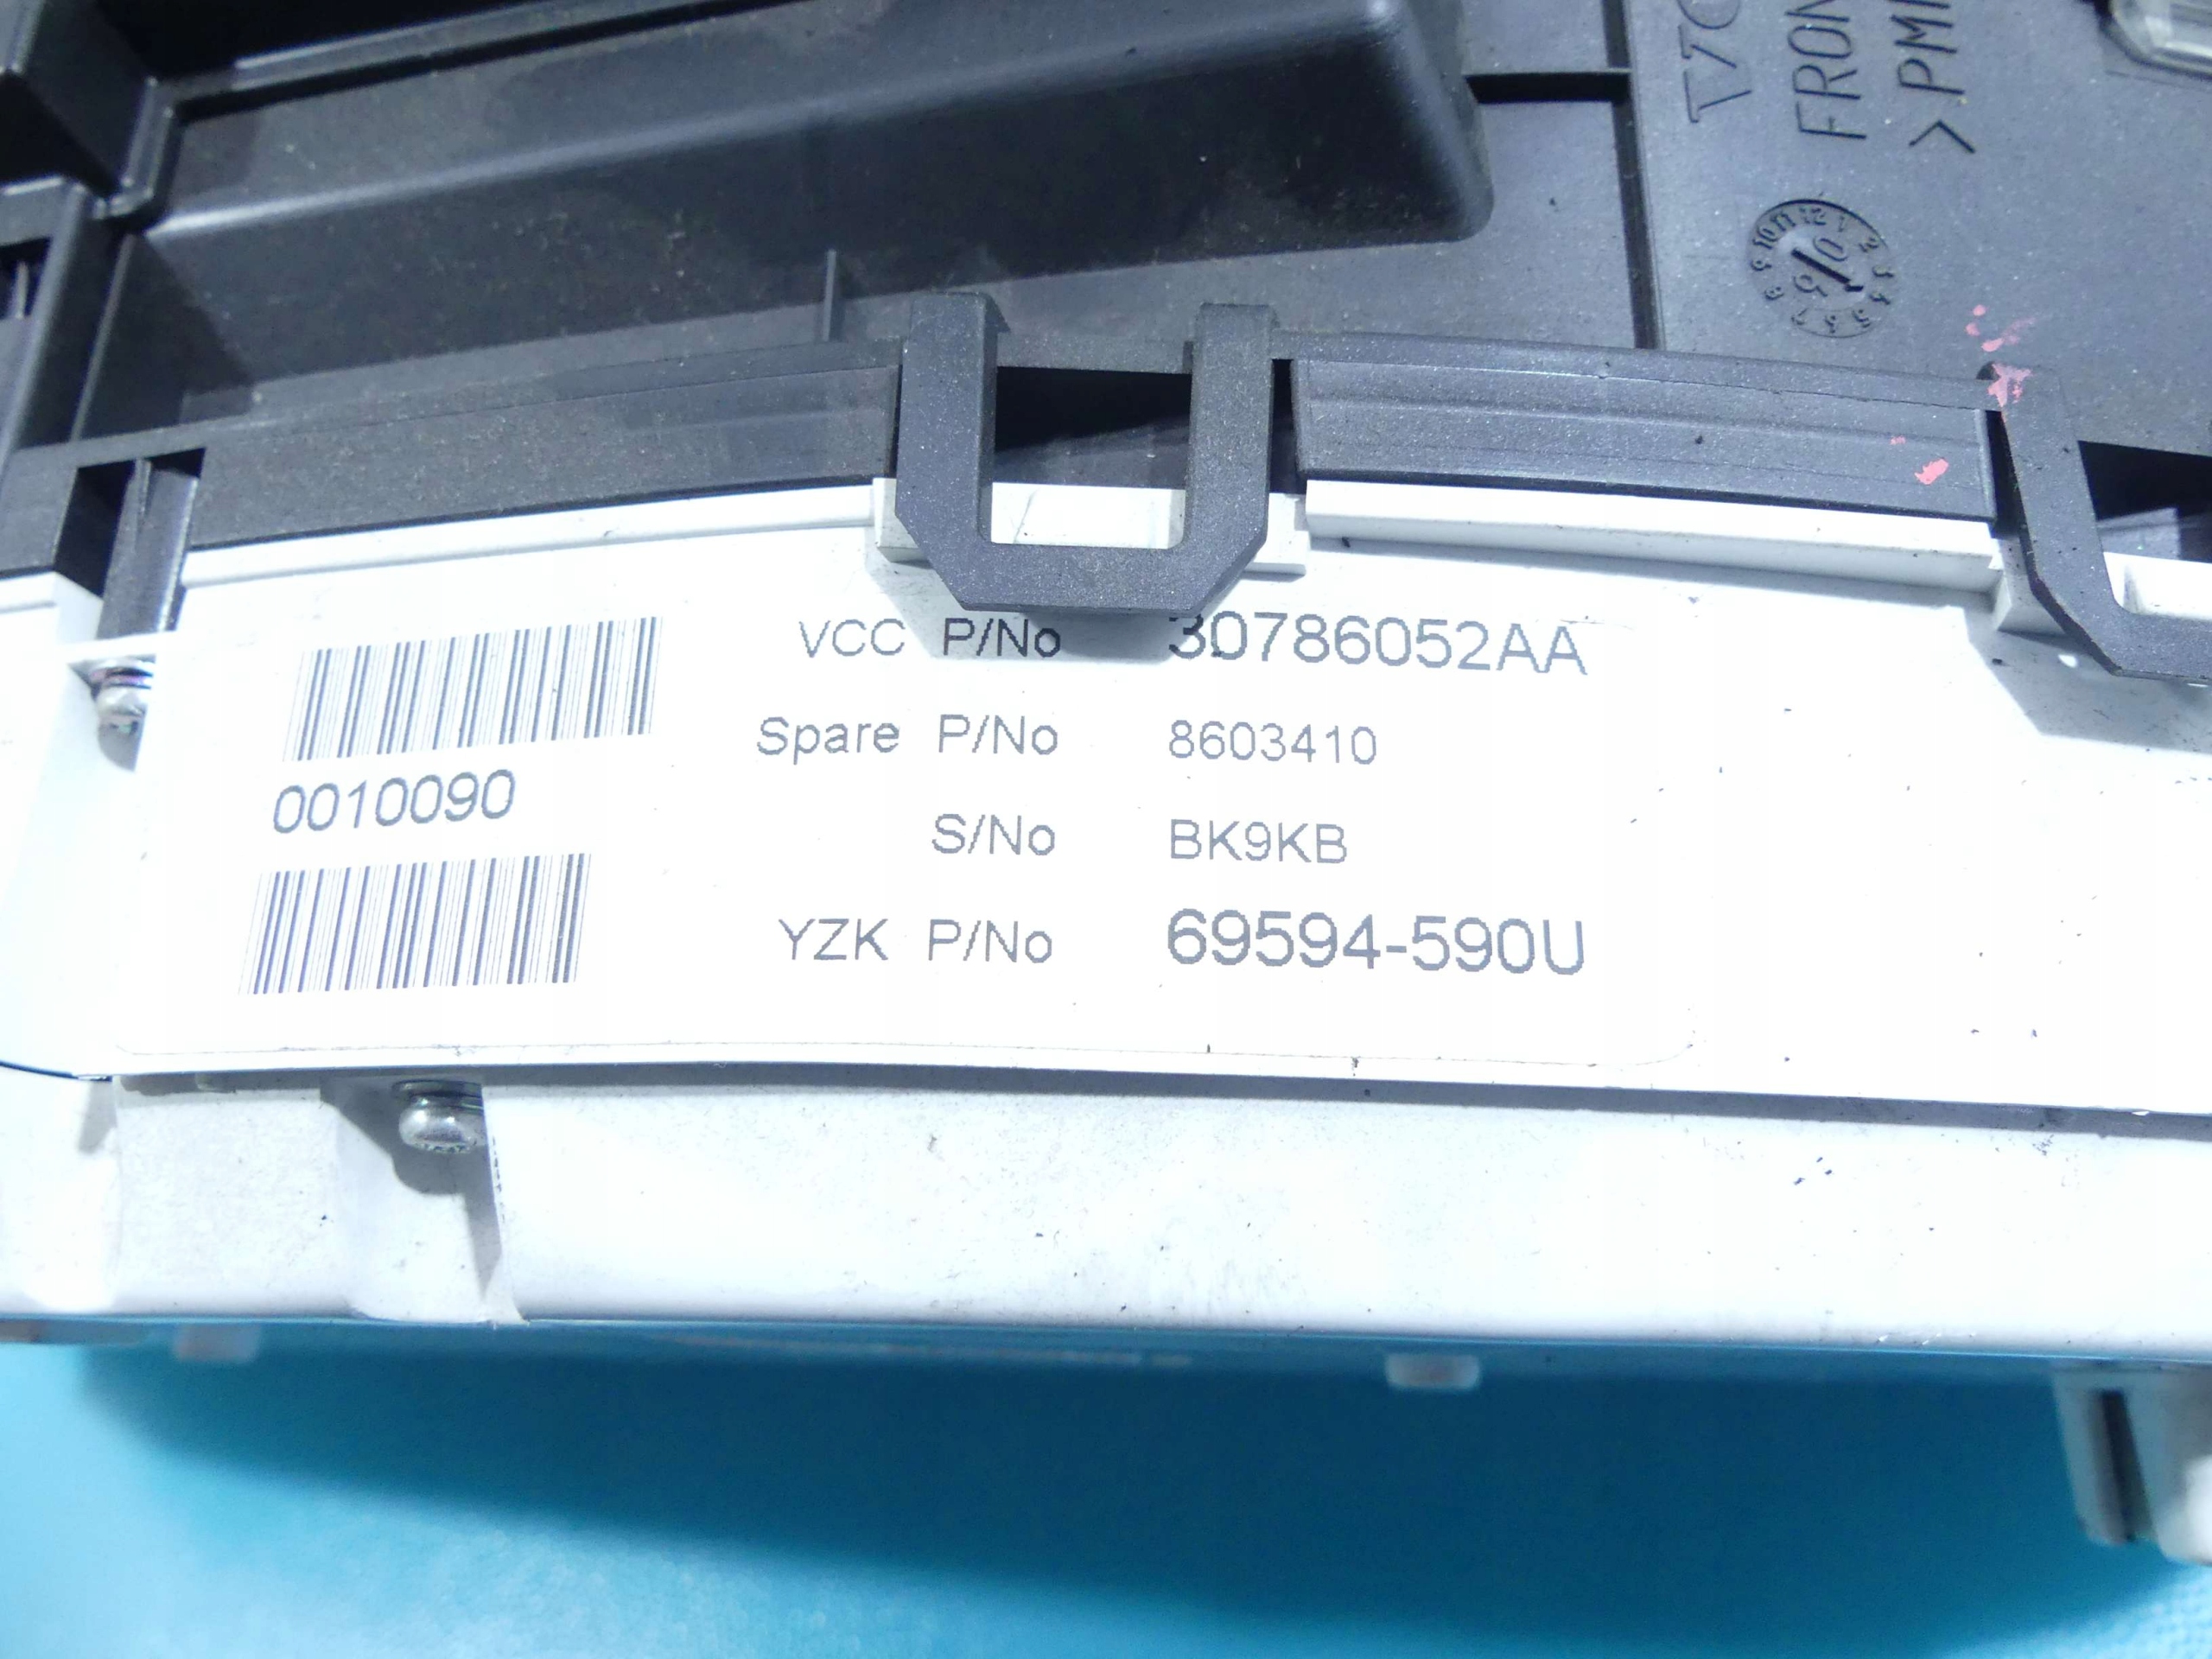 VCC P/No 30786052AA
Spare P/No 8603410
S/No BK9KB
YZK P/No 69594-590U
0010090